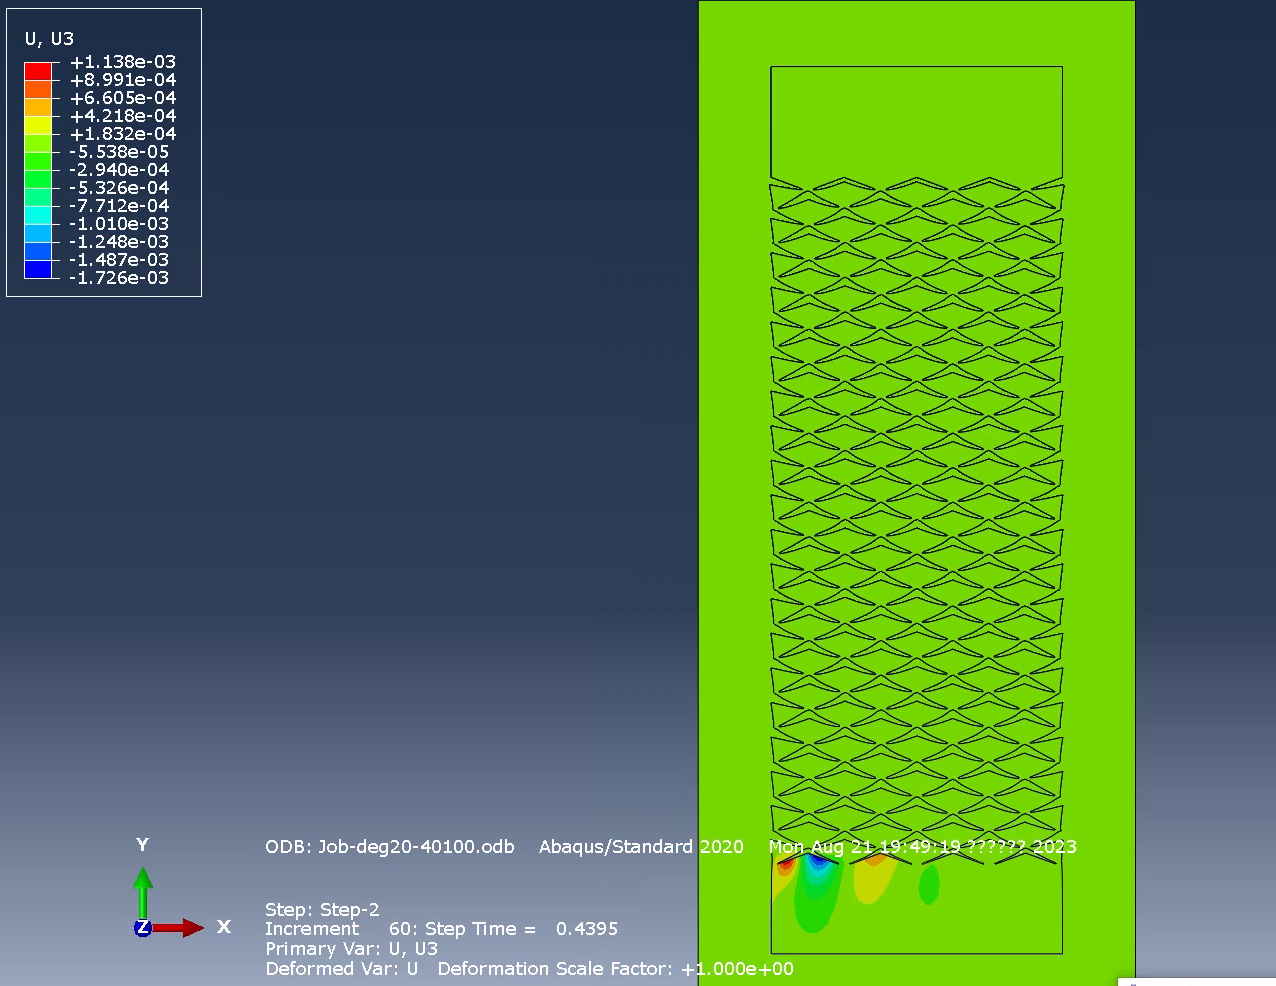 U, U3
+1.138e-03
+8.991e-04
+6.605e-04
+4.218e-04
+1.832e-04
-5.538e-05
-2.940e-04
-5.326e-04
-7.712e-04
-1.010e-03
-1.248e-03
-1.487e-03
-1.726e-03
Y
Z
X
ODB: Job-deg20-40100.odb Abaqus/Standard 2020 Mon Aug 21 19:49:19 ?????? 2023
Step: Step-2
Increment 60: Step Time = 0.4395
Primary Var: U, U3
Deformed Var: U Deformation Scale Factor: +1.000e+00